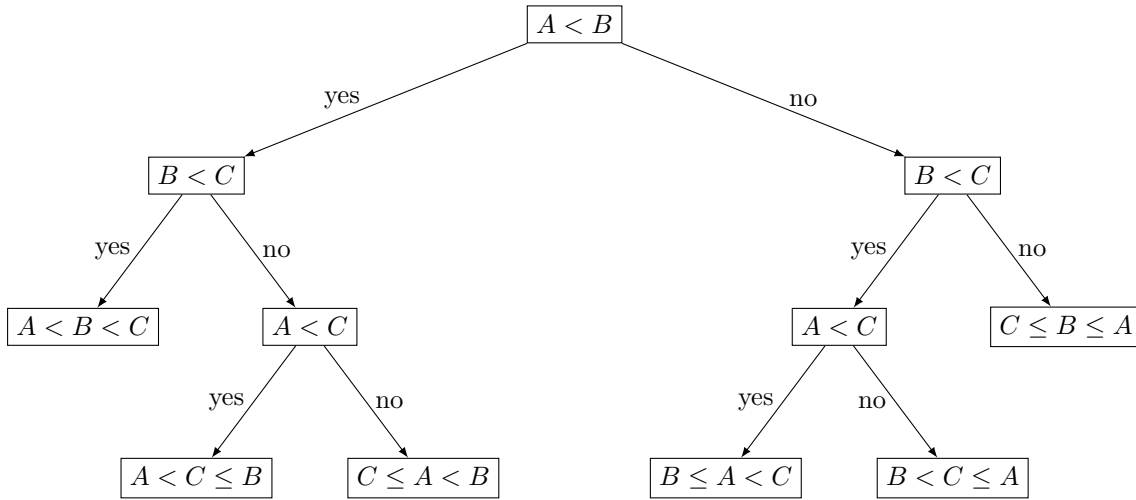 A < B
yes
no
B < C
B < C
yes
no
yes
no
A < B < C
A < C
A < C
C ≤ B ≤ A
yes
no
yes
no
A < C ≤ B
C ≤ A < B
B ≤ A < C
B < C ≤ A